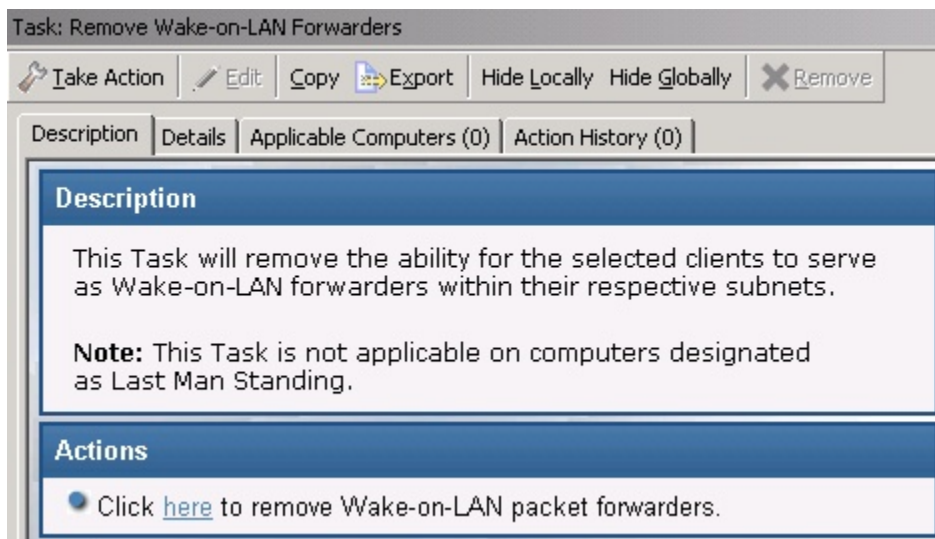 Task: Remove Wake-on-LAN Forwarders
Take Action Edit Copy Export Hide Locally Hide Globally Remove
Description Details Applicable Computers (0) Action History (0)
Description
This Task will remove the ability for the selected clients to serve
as Wake-on-LAN forwarders within their respective subnets.
Note: This Task is not applicable on computers designated
as Last Man Standing.
Actions
Click here to remove Wake-on-LAN packet forwarders.